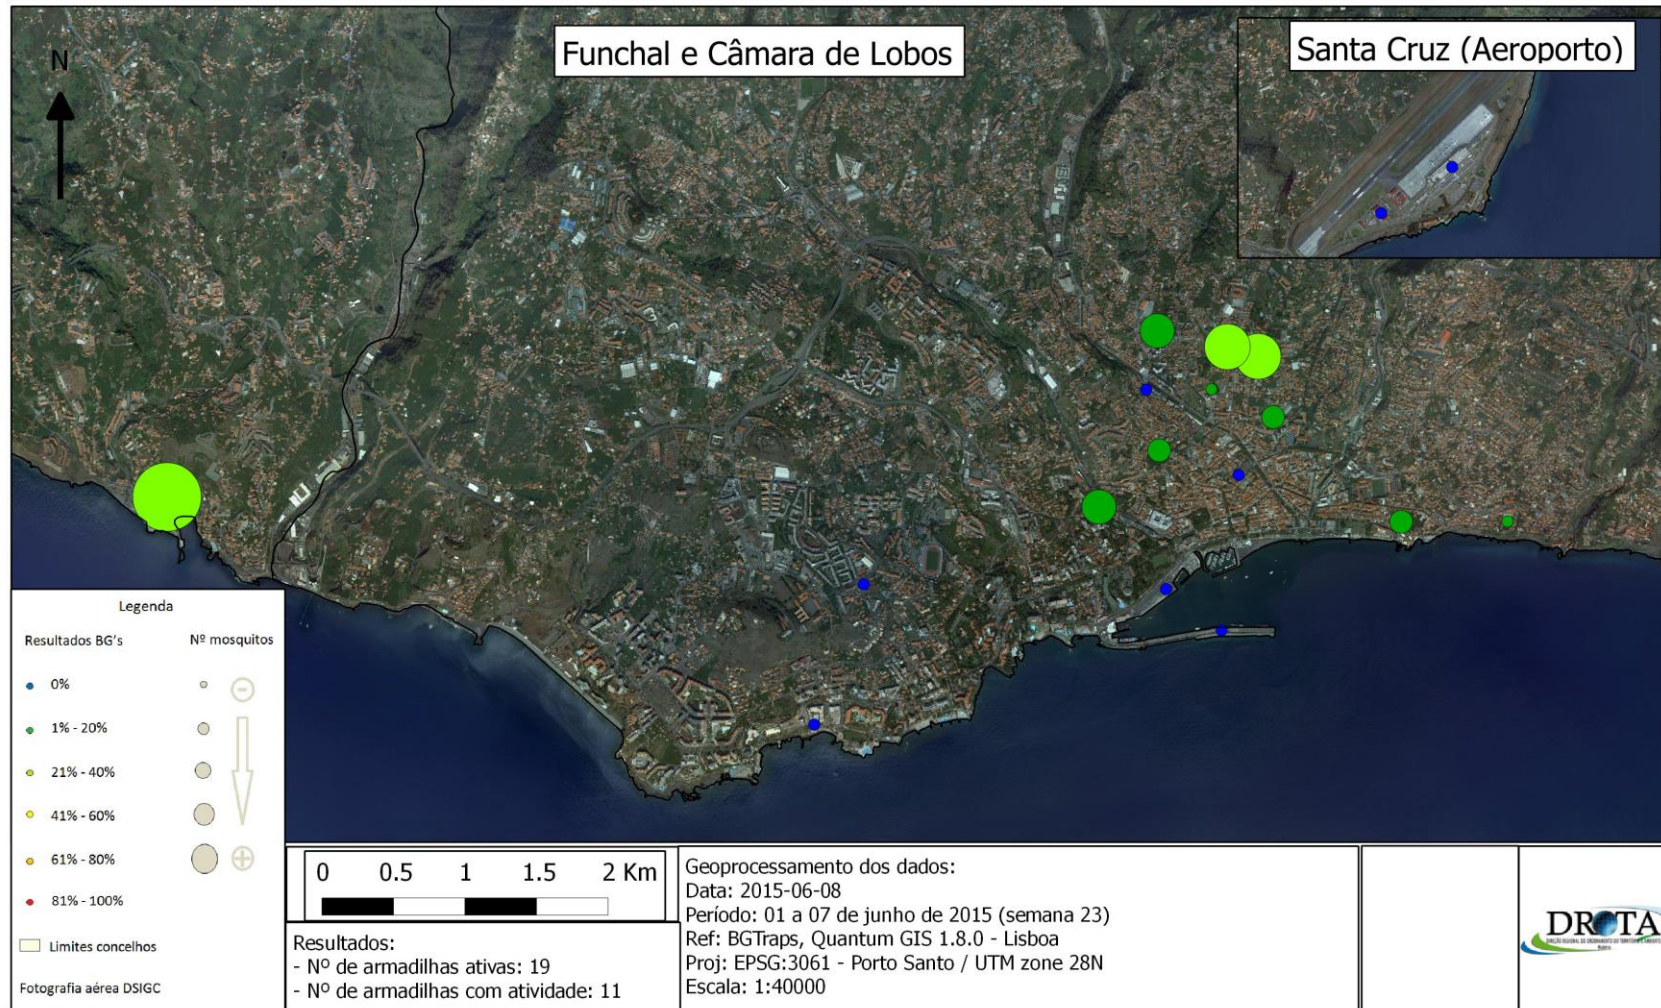 Funchal e Câmara de Lobos
Santa Cruz (Aeroporto)
N
Legenda
Resultados BG's
Nº mosquitos
0%
1% - 20%
21% - 40%
41% - 60%
61% - 80%
81% - 100%
Limites concelhos
Fotografia aérea DSIGC
0 0.5 1 1.5 2 Km
Resultados:
- Nº de armadilhas ativas: 19
- Nº de armadilhas com atividade: 11
Geoprocessamento dos dados:
Data: 2015-06-08
Período: 01 a 07 de junho de 2015 (semana 23)
Ref: BGTraps, Quantum GIS 1.8.0 - Lisboa
Proj: EPSG:3061 - Porto Santo / UTM zone 28N
Escala: 1:40000
DROTA